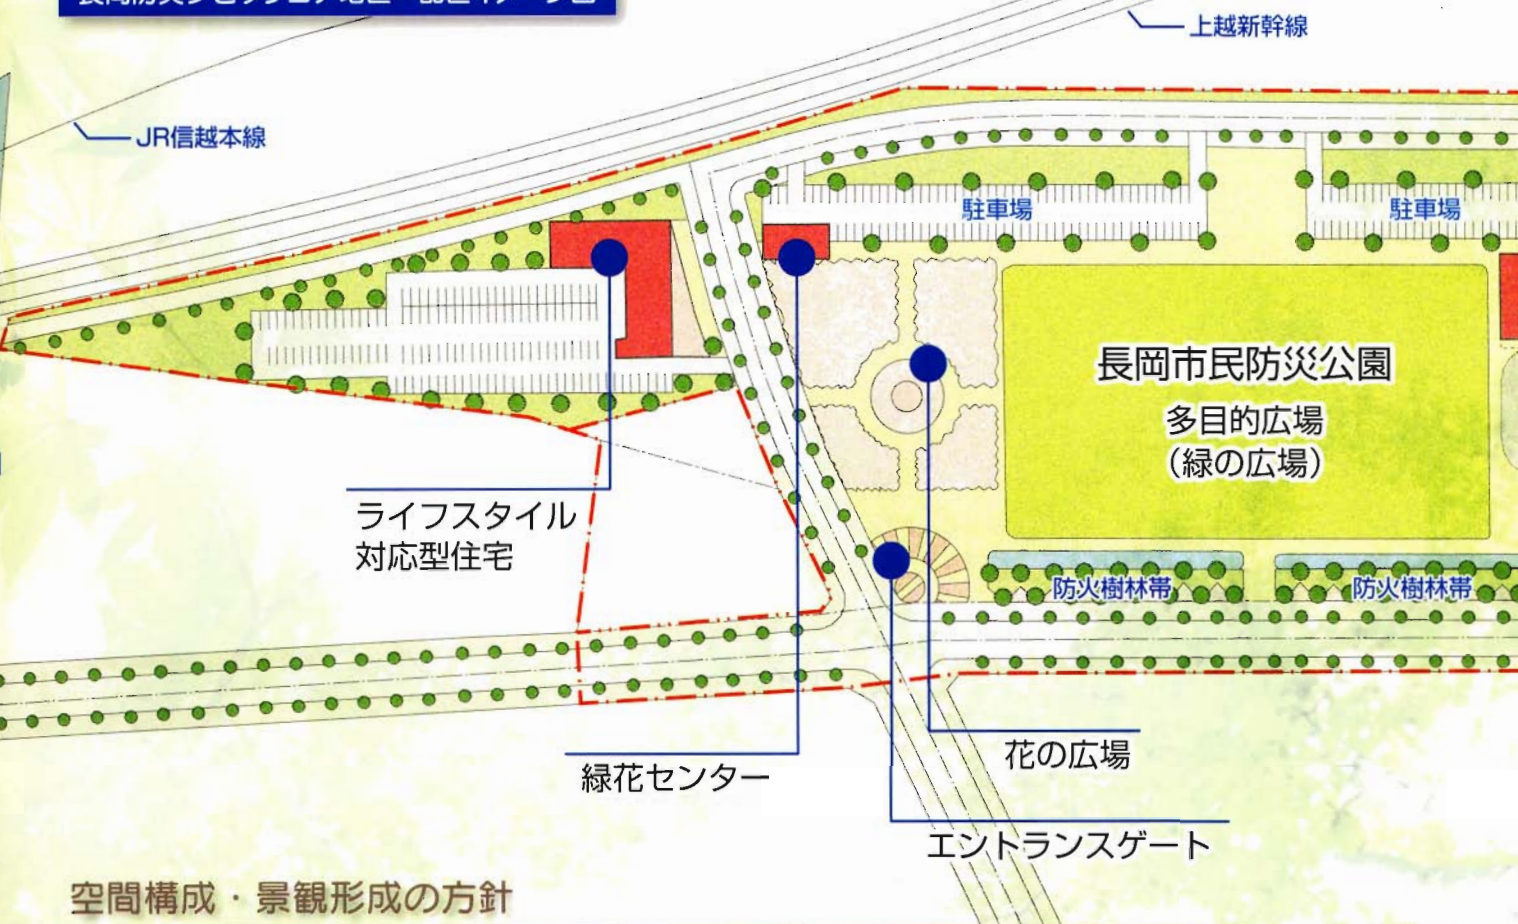 上越新幹線
JR信越本線
駐車場
駐車場
長岡市民防災公園
多目的広場
(緑の広場)
ライフスタイル
対応型住宅
防火樹林帯
防火樹林帯
花の広場
緑花センター
エントランスゲート
空間構成・景観形成の方針